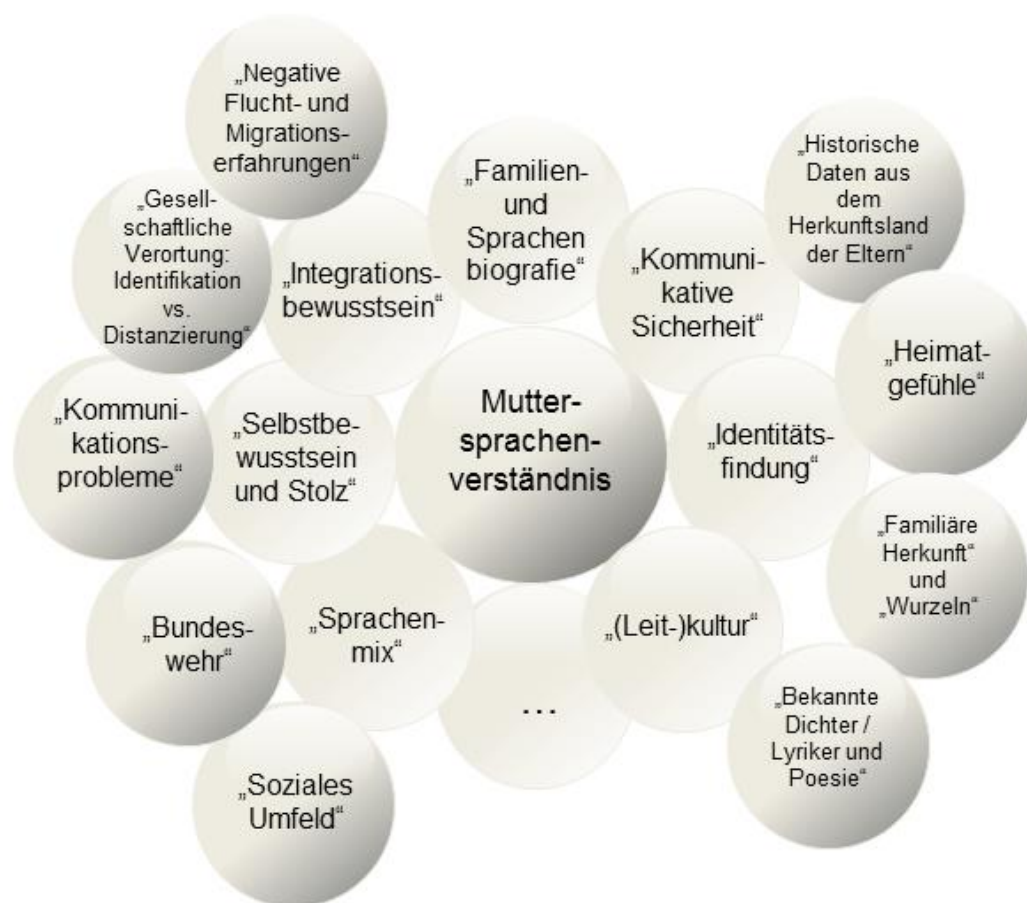 „Negative
Flucht- und
Migrations-
erfahrungen“
„Historische
Daten aus
dem
Herkunftsland
der Eltern“
„Familien-
und
Sprachen
biografie“
„Gesell-
schaftliche
Verortung:
Identifikation
vs.
Distanzierung“
„Integrations-
bewusstsein“
„Kommuni-
kative
Sicherheit“
„Heimat-
gefühle“
„Kommuni-
kations-
probleme“
„Selbstbe-
wusstsein
und Stolz“
Mutter-
sprachen-
verständnis
„Identitäts-
findung“
„Familiäre
Herkunft“
und
„Wurzeln“
„Bundes-
wehr“
„Sprachen-
mix“
„(Leit-)kultur“
...
„Bekannte
Dichter /
Lyriker und
Poesie“
„Soziales
Umfeld“